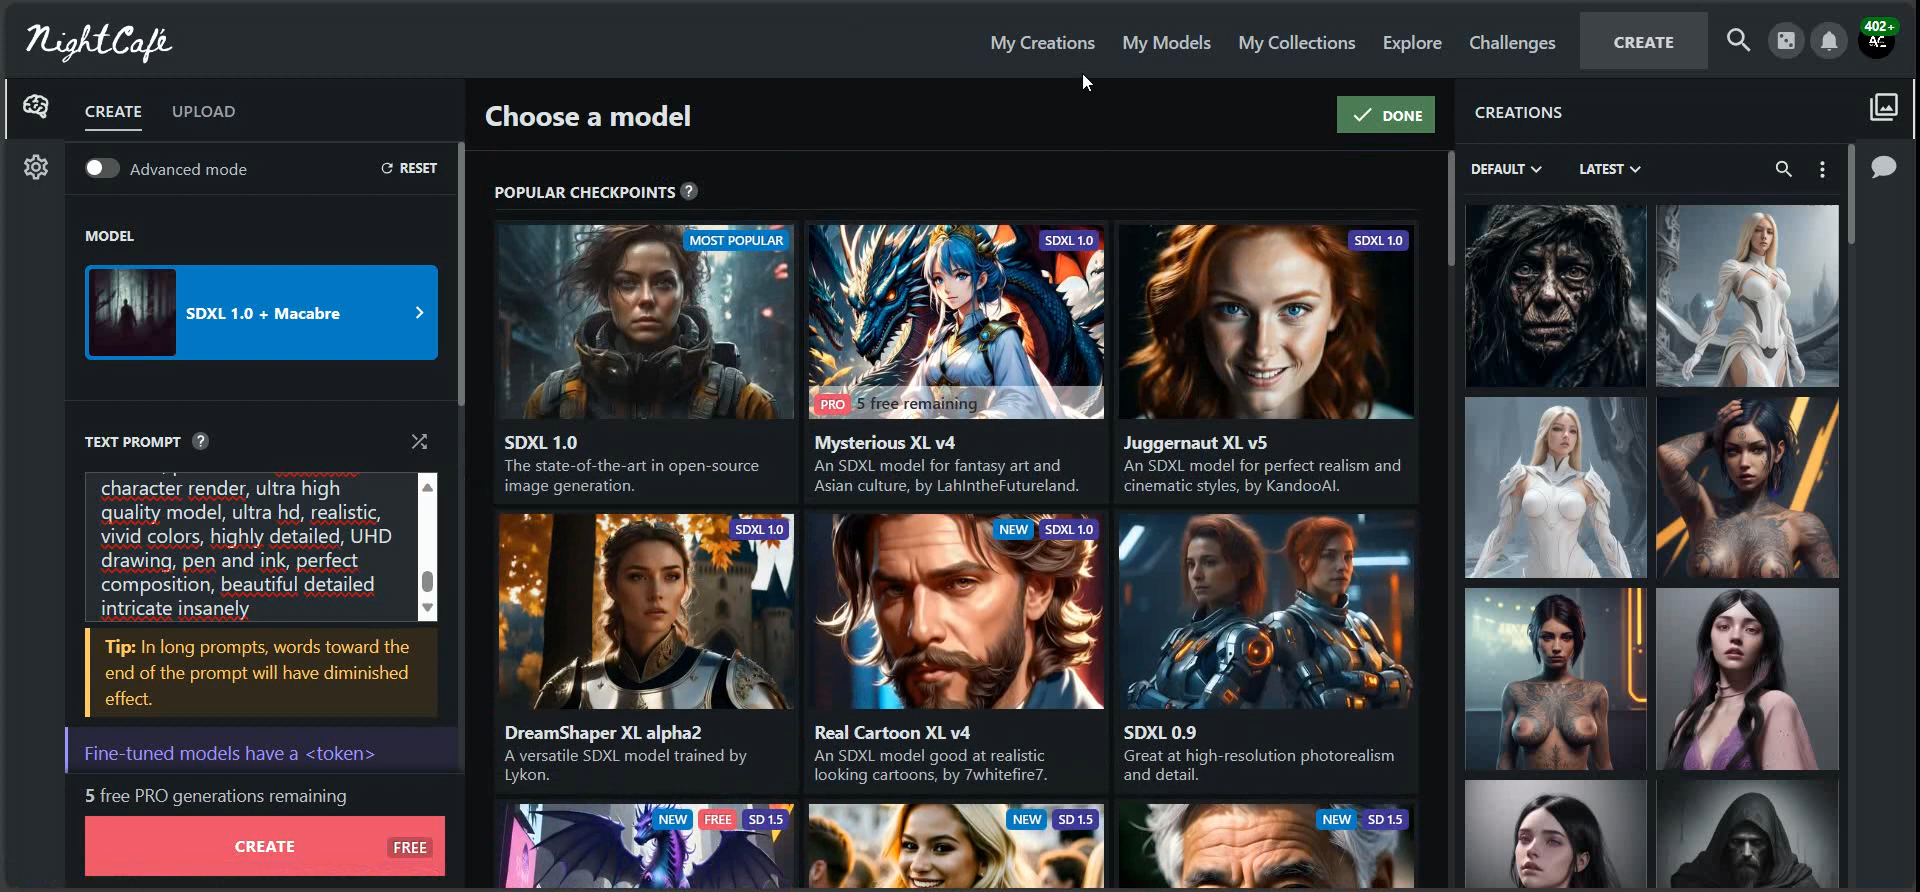 NightCafé
My Creations
My Models
My Collections
Explore
Challenges
CREATE
402+
AC
CREATE
UPLOAD
Advanced mode
RESET
MODEL
SDXL 1.0 + Macabre
TEXT PROMPT ?
character render, ultra high
quality model, ultra hd, realistic,
vivid colors, highly detailed, UHD
drawing, pen and ink, perfect
composition, beautiful detailed
intricate insanely
Tip: In long prompts, words toward the
end of the prompt will have diminished
effect.
Fine-tuned models have a <token>
5 free PRO generations remaining
CREATE
FREE
Choose a model
DONE
POPULAR CHECKPOINTS ?
MOST POPULAR
SDXL 1.0
The state-of-the-art in open-source
image generation.
SDXL 1.0
PRO 5 free remaining
Mysterious XL v4
An SDXL model for fantasy art and
Asian culture, by LahIntheFutureland.
SDXL 1.0
Juggernaut XL v5
An SDXL model for perfect realism and
cinematic styles, by KandooAI.
SDXL 1.0
DreamShaper XL alpha2
A versatile SDXL model trained by
Lykon.
NEW SDXL 1.0
Real Cartoon XL v4
An SDXL model good at realistic
looking cartoons, by 7whitefire7.
SDXL 0.9
Great at high-resolution photorealism
and detail.
NEW FREE SD 1.5
NEW SD 1.5
NEW SD 1.5
CREATIONS
DEFAULT
LATEST